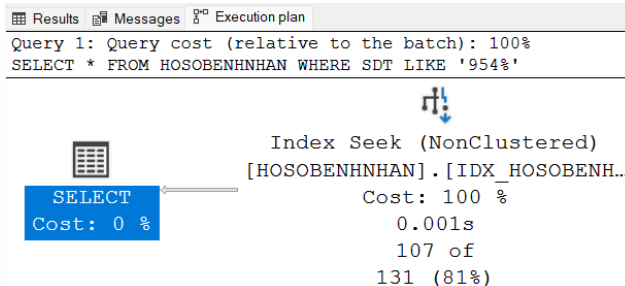 Results Messages Execution plan
Query 1: Query cost (relative to the batch): 100%
SELECT * FROM HOSOBENHNHAN WHERE SDT LIKE '954%'
Index Seek (NonClustered)
[HOSOBENHNHAN].[IDX_HOSOBENH…
Cost: 100 %
0.001s
107 of
131 (81%)
SELECT
Cost: 0 %